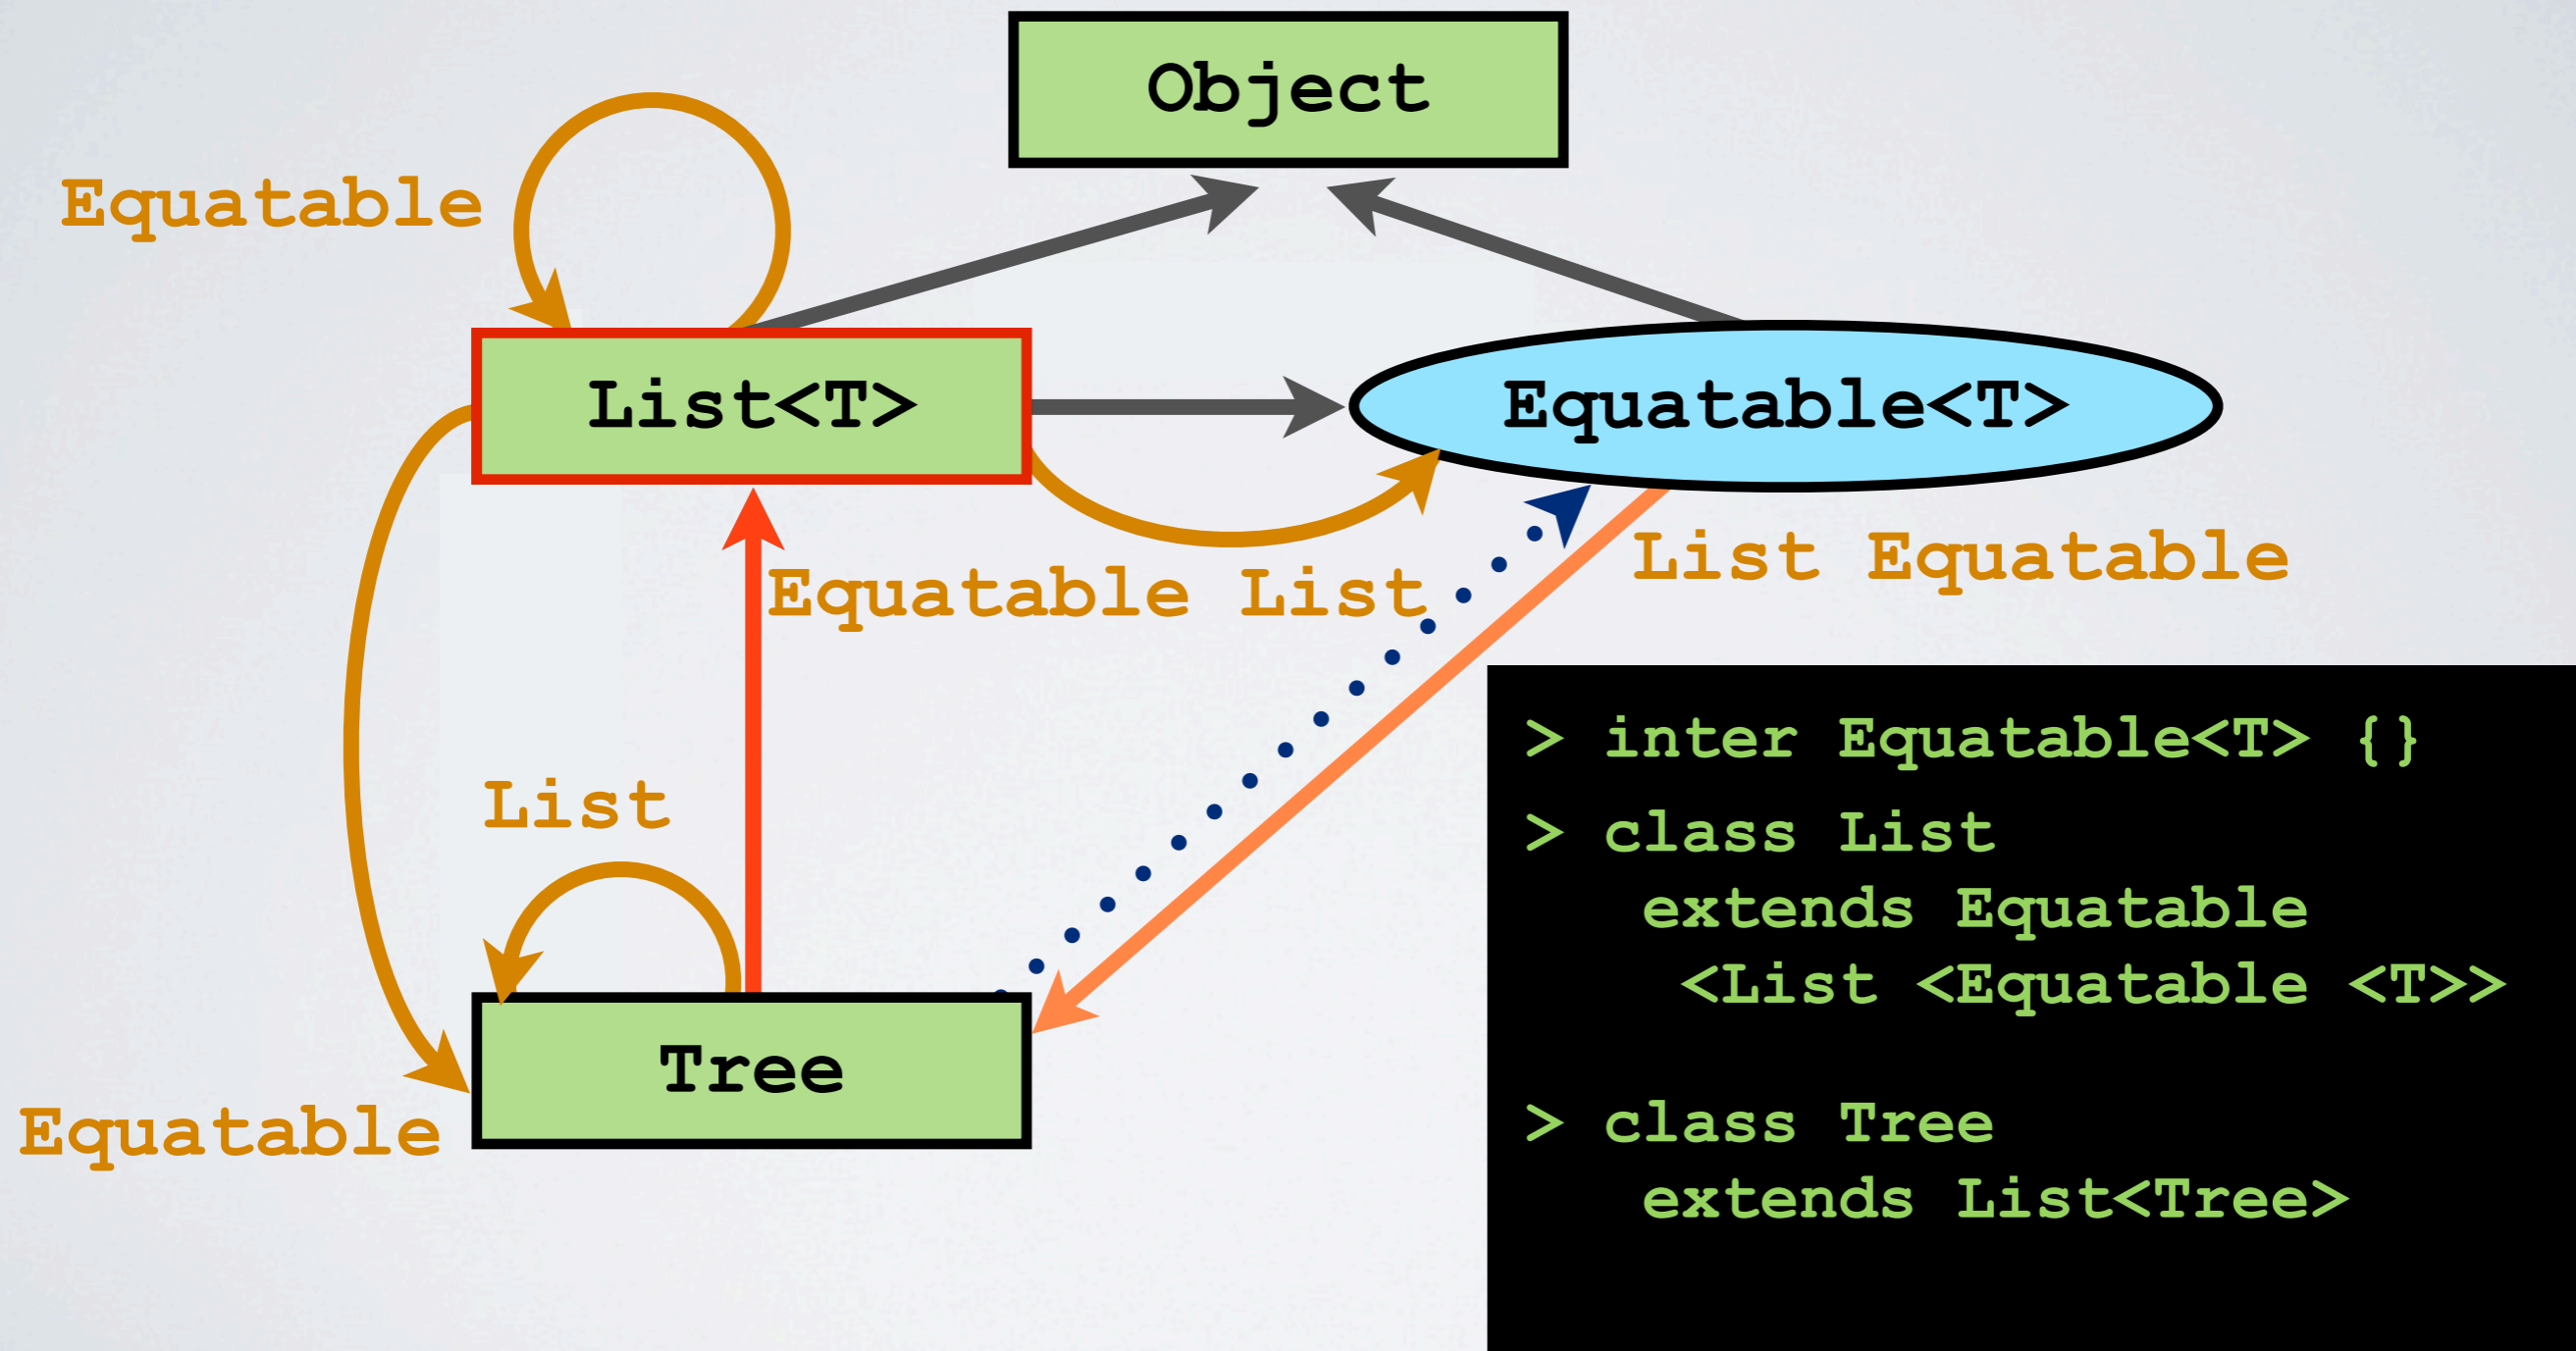 Object
Equatable
List<T>
Equatable<T>
Equatable List
List Equatable
List
Tree
Equatable
> inter Equatable<T> {}
> class List
extends Equatable
<List <Equatable <T>>
> class Tree
extends List<Tree>